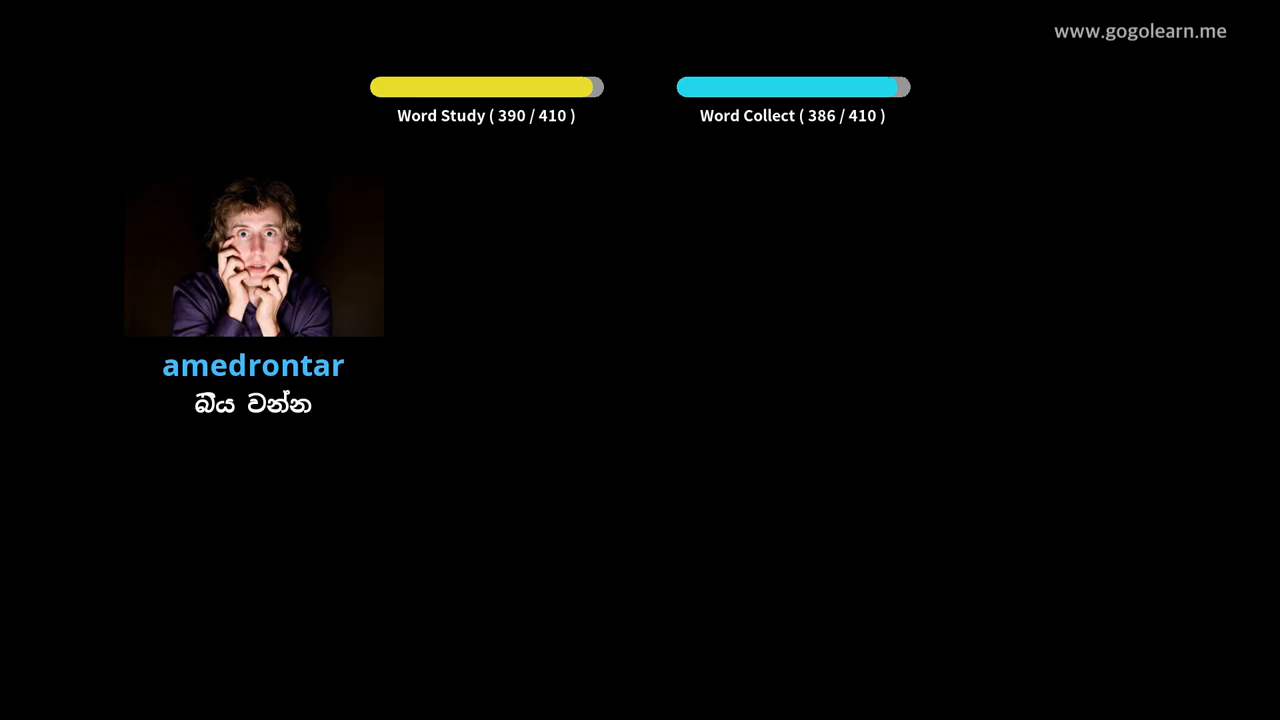 www.gogolearn.me
Word Study ( 390 / 410 )
Word Collect ( 386 / 410 )
amedrontar
බිය වන්න